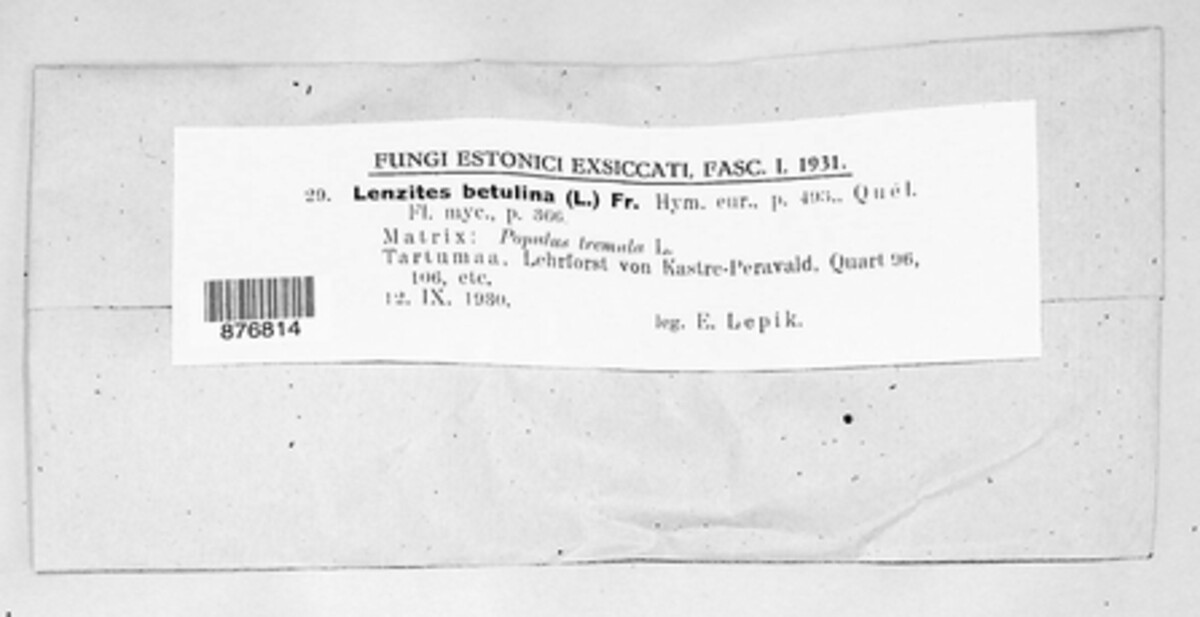 FUNGI ESTONICI EXSICCATI, FASC. I. 1931.
29. Lenzites betulina (L.) Fr. Hym. eur., p. 493., Quél.
Fl. myc., p. 366.
Matrix: Populus tremula L.
Tartumaa, Lehrforst von Kastre-Peravald, Quart 96,
106, etc.
12. IX. 1930.
leg. E. Lepik.
876814